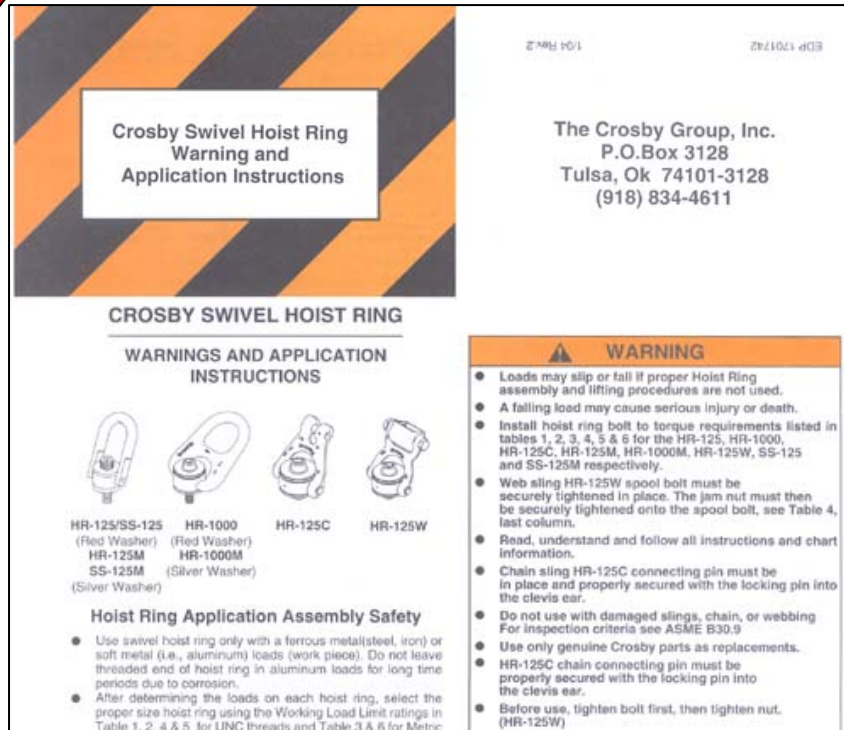 Crosby Swivel Hoist Ring
Warning and
Application Instructions
1/04 Rev.2
EDP 1701742
The Crosby Group, Inc.
P.O.Box 3128
Tulsa, Ok 74101-3128
(918) 834-4611
CROSBY SWIVEL HOIST RING
WARNINGS AND APPLICATION
INSTRUCTIONS
HR-125/SS-125
(Red Washer)
HR-125M
SS-125M
(Silver Washer)
HR-1000
(Red Washer)
HR-1000M
(Silver Washer)
HR-125C
HR-125W
Hoist Ring Application Assembly Safety
● Use swivel hoist ring only with a ferrous metal(steel, iron) or
soft metal (i.e., aluminum) loads (work piece). Do not leave
threaded end of hoist ring in aluminum loads for long time
periods due to corrosion.
● After determining the loads on each hoist ring, select the
proper size hoist ring using the Working Load Limit ratings in
Table 1, 2, 4 & 5 for UNC threads and Table 3 & 6 for Metric
WARNING
● Loads may slip or fall if proper Hoist Ring
assembly and lifting procedures are not used.
● A falling load may cause serious injury or death.
● Install hoist ring bolt to torque requirements listed in
tables 1, 2, 3, 4, 5 & 6 for the HR-125, HR-1000,
HR-125C, HR-125M, HR-1000M, HR-125W, SS-125
and SS-125M respectively.
● Web sling HR-125W spool bolt must be
securely tightened in place. The jam nut must then
be securely tightened onto the spool bolt, see Table 4,
last column.
● Read, understand and follow all instructions and chart
information.
● Chain sling HR-125C connecting pin must be
in place and properly secured with the locking pin into
the clevis ear.
● Do not use with damaged slings, chain, or webbing
For inspection criteria see ASME B30.9
● Use only genuine Crosby parts as replacements.
● HR-125C chain connecting pin must be
properly secured with the locking pin into
the clevis ear.
● Before use, tighten bolt first, then tighten nut.
(HR-125W)